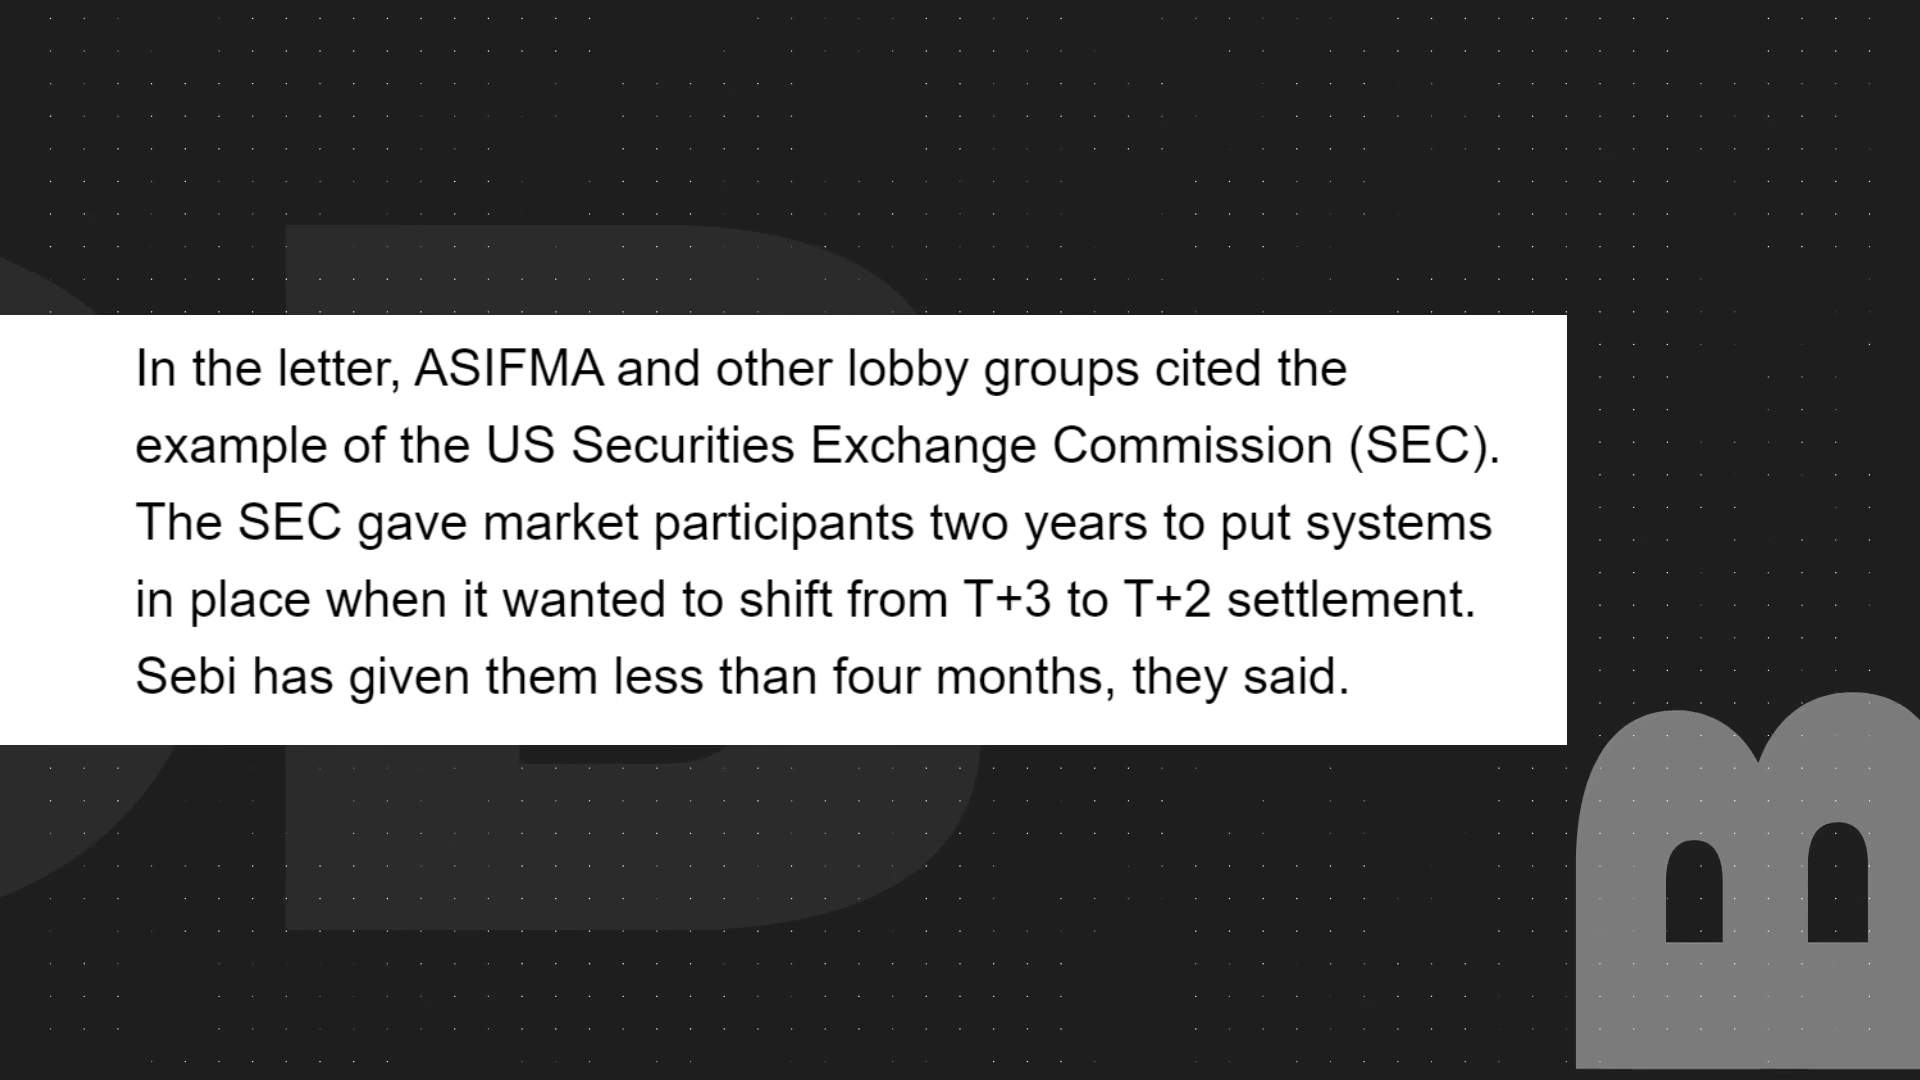 In the letter, ASIFMA and other lobby groups cited the
example of the US Securities Exchange Commission (SEC).
The SEC gave market participants two years to put systems
in place when it wanted to shift from T+3 to T+2 settlement.
Sebi has given them less than four months, they said.
B